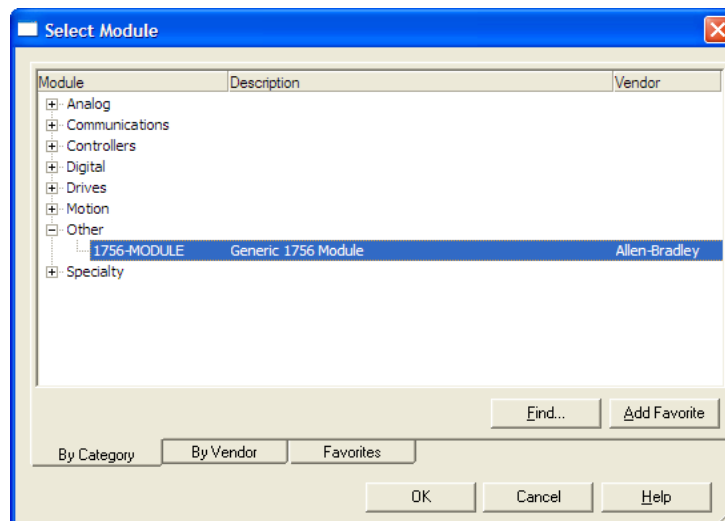 Select Module
Module Description Vendor
Analog
Communications
Controllers
Digital
Drives
Motion
Other
1756-MODULE Generic 1756 Module Allen-Bradley
Specialty
Find... Add Favorite
By Category By Vendor Favorites
OK Cancel Help